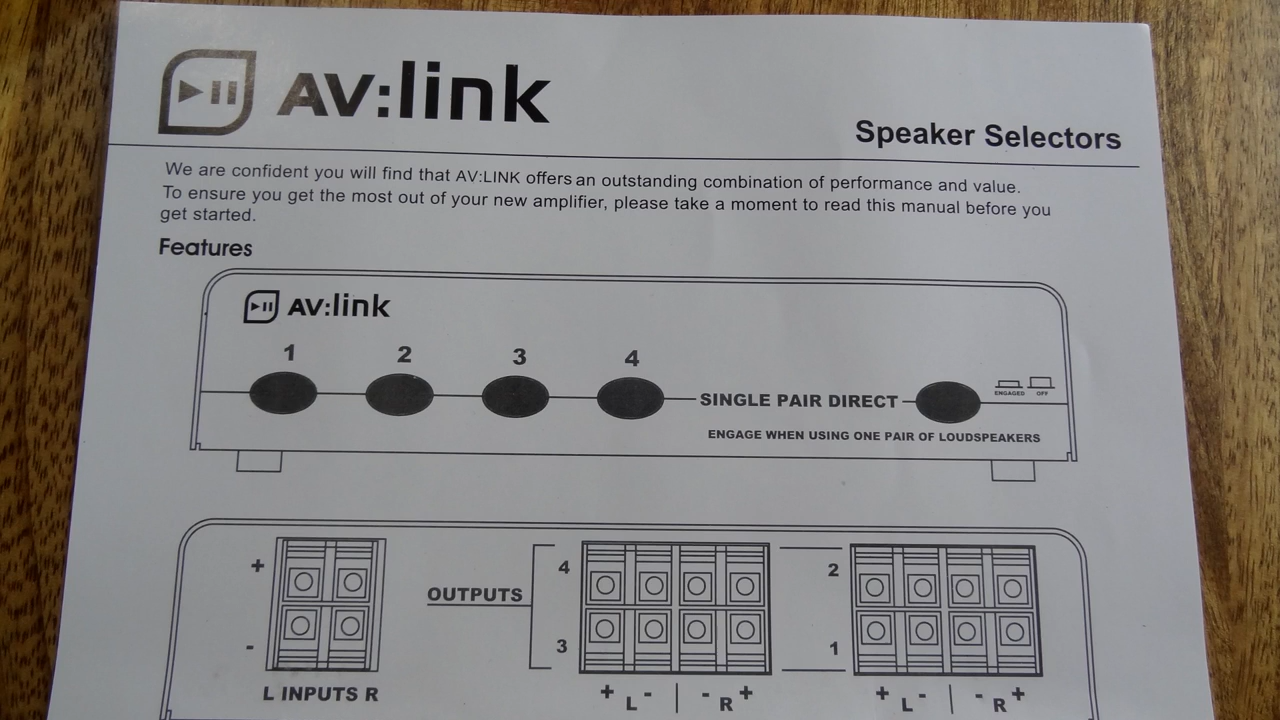 AV:link
Speaker Selectors
We are confident you will find that AV:LINK offers an outstanding combination of performance and value.
To ensure you get the most out of your new amplifier, please take a moment to read this manual before you
get started.
Features
AV:link
1 2 3 4
SINGLE PAIR DIRECT
ENGAGED OFF
ENGAGE WHEN USING ONE PAIR OF LOUDSPEAKERS
+ 4 2
OUTPUTS
- 3 1
L INPUTS R
+ L - | - R +
+ L - | - R +